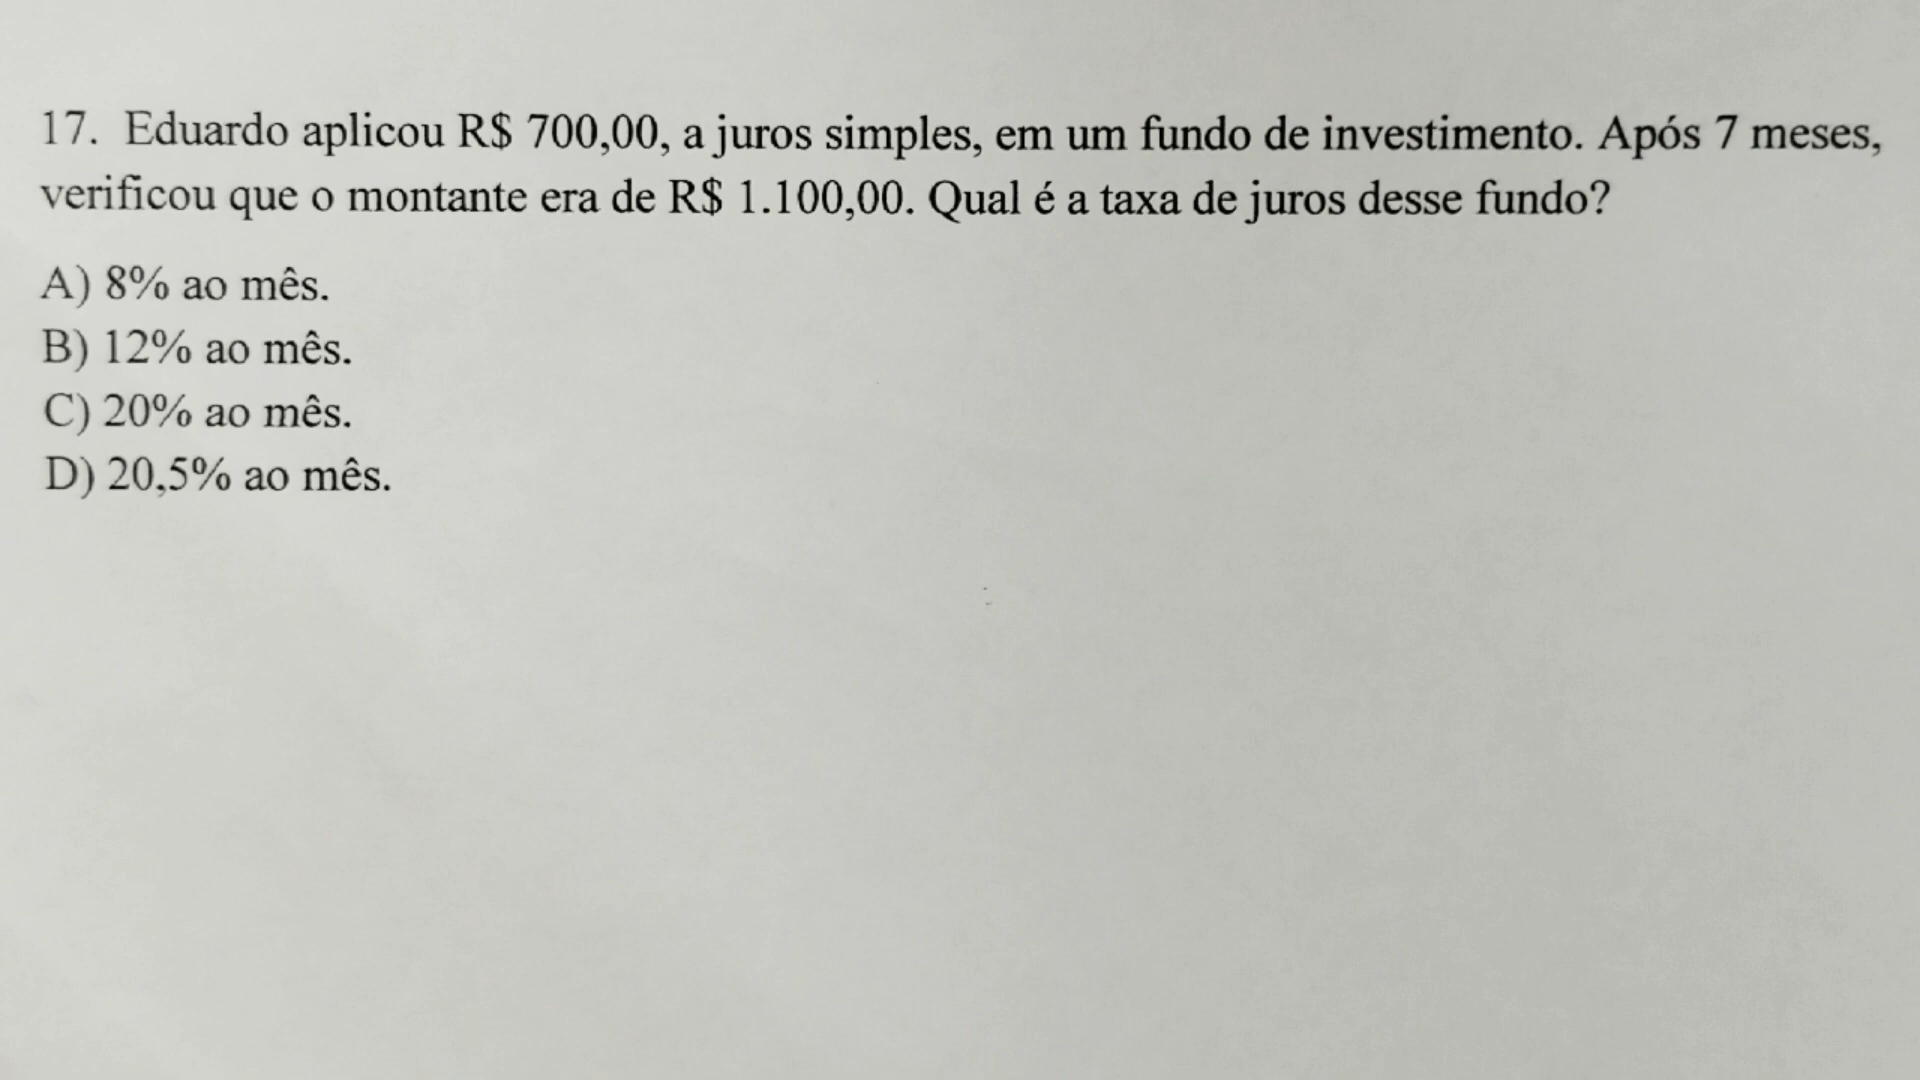 17. Eduardo aplicou R$ 700,00, a juros simples, em um fundo de investimento. Após 7 meses,
verificou que o montante era de R$ 1.100,00. Qual é a taxa de juros desse fundo?
A) 8% ao mês.
B) 12% ao mês.
C) 20% ao mês.
D) 20,5% ao mês.